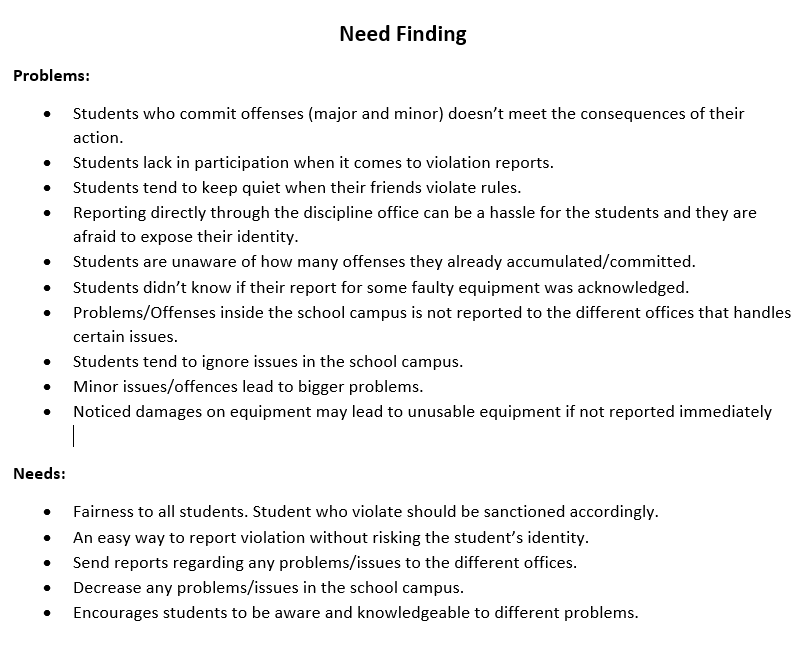 Need Finding
Problems:
• Students who commit offenses (major and minor) doesn’t meet the consequences of their
action.
• Students lack in participation when it comes to violation reports.
• Students tend to keep quiet when their friends violate rules.
• Reporting directly through the discipline office can be a hassle for the students and they are
afraid to expose their identity.
• Students are unaware of how many offenses they already accumulated/committed.
• Students didn’t know if their report for some faulty equipment was acknowledged.
• Problems/Offenses inside the school campus is not reported to the different offices that handles
certain issues.
• Students tend to ignore issues in the school campus.
• Minor issues/offences lead to bigger problems.
• Noticed damages on equipment may lead to unusable equipment if not reported immediately
Needs:
• Fairness to all students. Student who violate should be sanctioned accordingly.
• An easy way to report violation without risking the student’s identity.
• Send reports regarding any problems/issues to the different offices.
• Decrease any problems/issues in the school campus.
• Encourages students to be aware and knowledgeable to different problems.